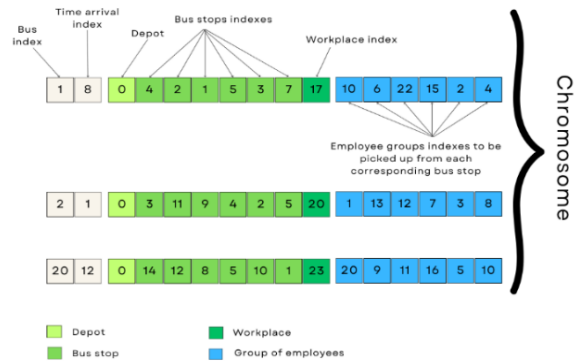 Bus index
Time arrival index
Depot
Bus stops indexes
Workplace index
1 8 0 4 2 1 5 3 7 17 10 6 22 15 2 4
Employee groups indexes to be
picked up from each
corresponding bus stop
2 1 0 3 11 9 4 2 5 20 1 13 12 7 3 8
20 12 0 14 12 8 5 10 1 23 20 9 11 16 5 10
Chromosome
Depot
Workplace
Bus stop
Group of employees